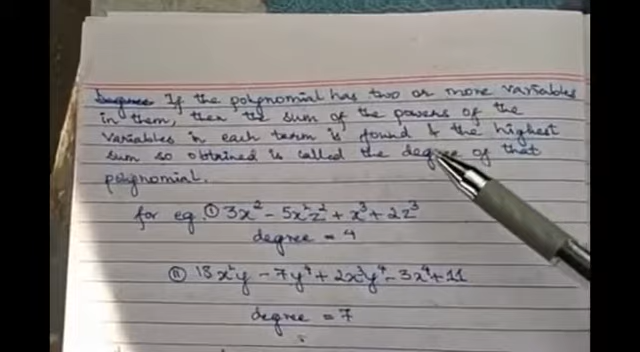 Degree If the polynomial has two or more variables
in them, then the sum of the powers of the
variables in each term is found & the highest
sum so obtained is called the degree of that
polynomial.
for eg. ① 3x² - 5x²z² + x³ + 2z³
degree = 4
② 18x²y - 7y⁴ + 2x³y⁴ - 3x⁴ + 11
degree = 7